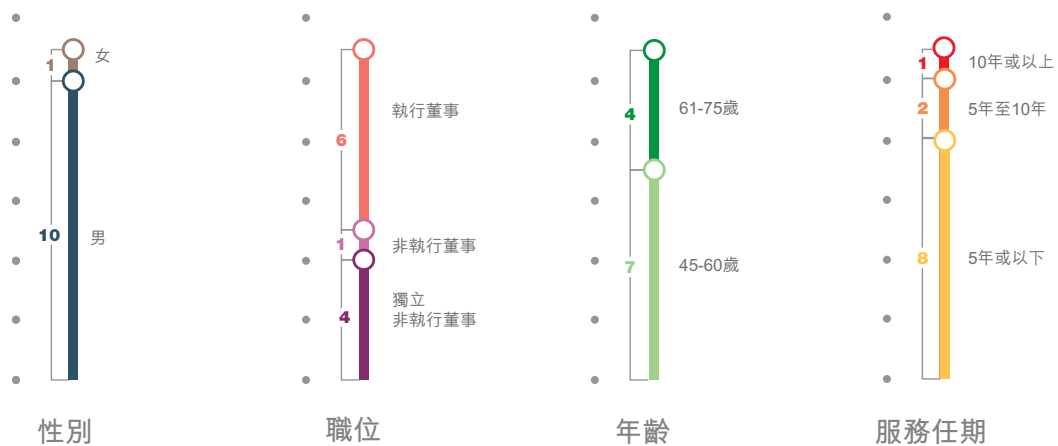 1
女
10
男
性別
6
執行董事
1
非執行董事
4
獨立
非執行董事
職位
4
61-75歲
7
45-60歲
年齡
1
10年或以上
2
5年至10年
8
5年或以下
服務任期